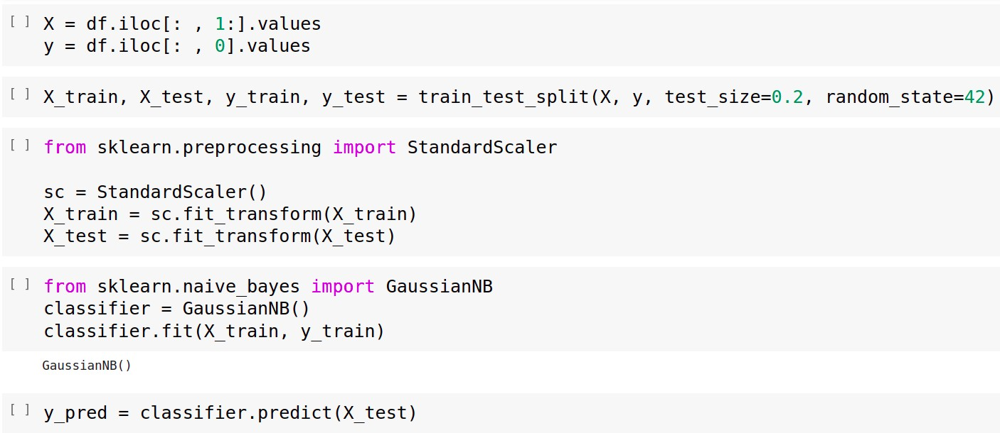 [ ] X = df.iloc[: , 1:].values
y = df.iloc[: , 0].values
[ ] X_train, X_test, y_train, y_test = train_test_split(X, y, test_size=0.2, random_state=42)
[ ] from sklearn.preprocessing import StandardScaler
sc = StandardScaler()
X_train = sc.fit_transform(X_train)
X_test = sc.fit_transform(X_test)
[ ] from sklearn.naive_bayes import GaussianNB
classifier = GaussianNB()
classifier.fit(X_train, y_train)
GaussianNB()
[ ] y_pred = classifier.predict(X_test)